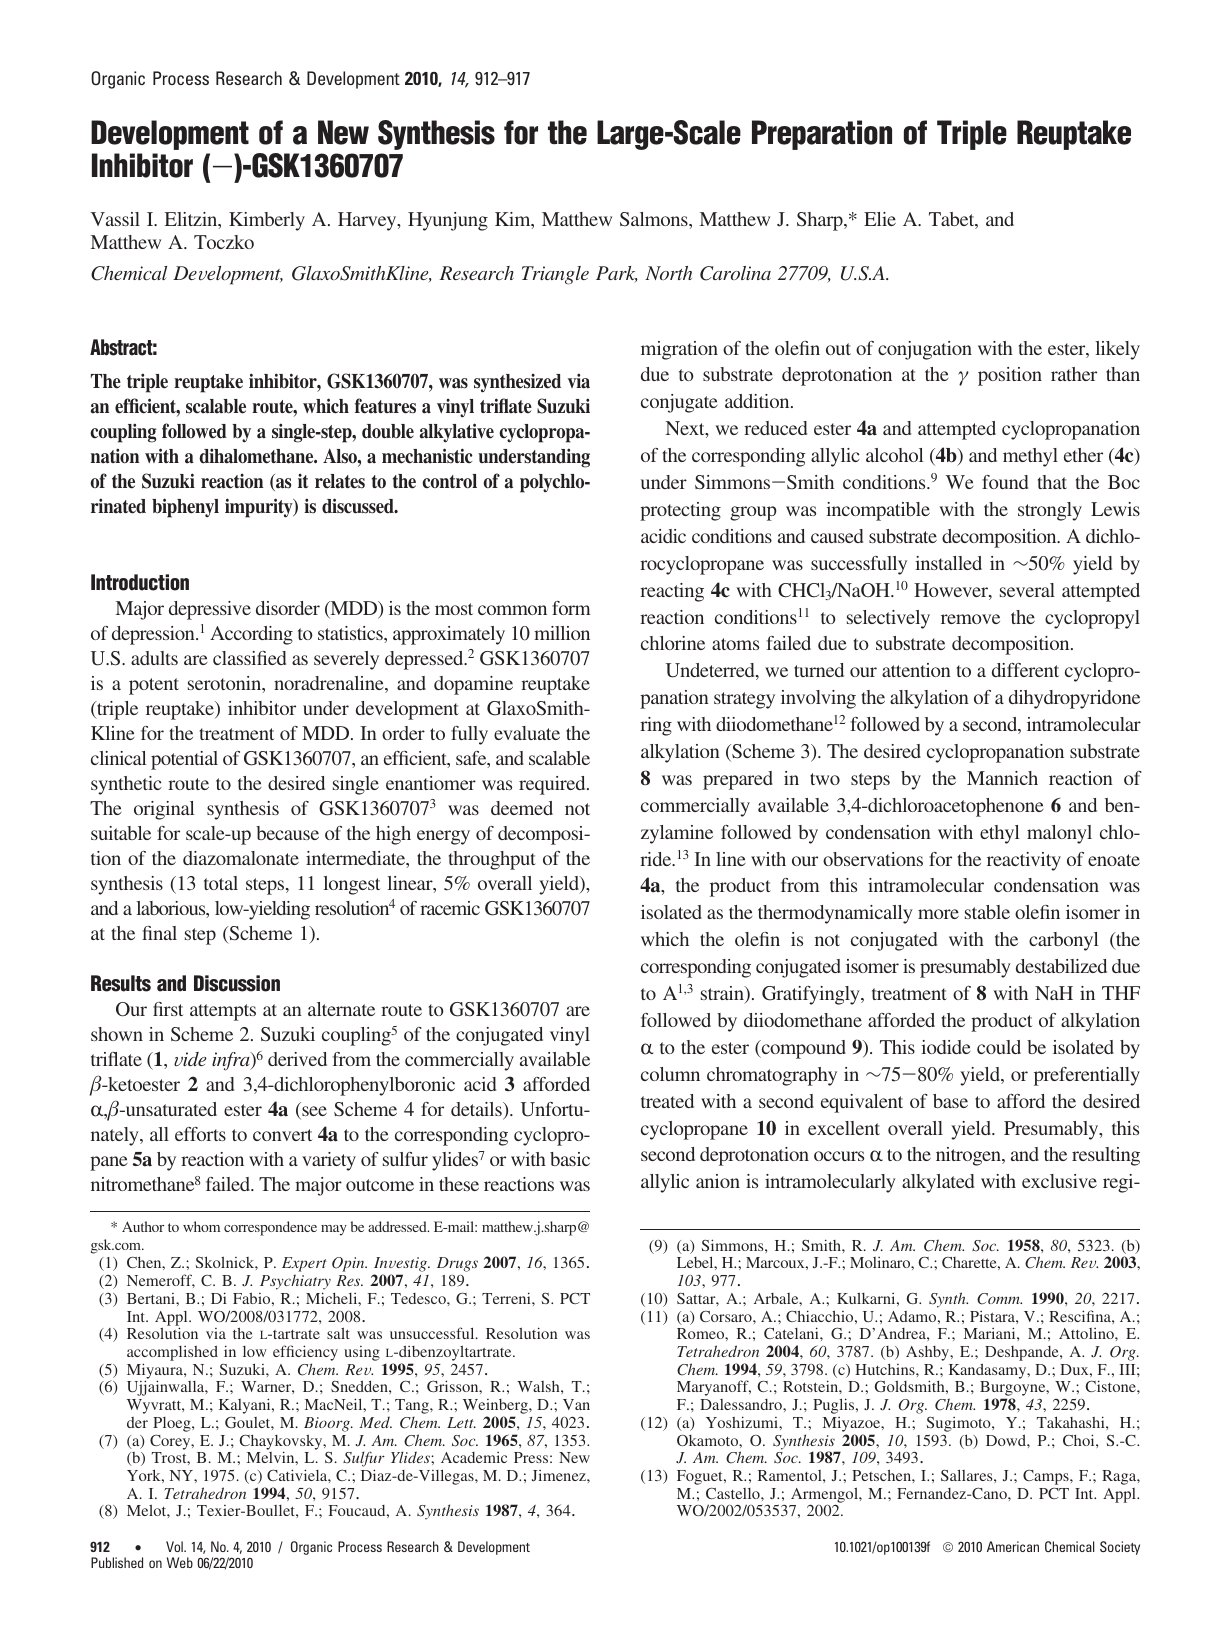 Organic Process Research & Development 2010, 14, 912–917
Development of a New Synthesis for the Large-Scale Preparation of Triple Reuptake
Inhibitor (−)-GSK1360707
Vassil I. Elitzin, Kimberly A. Harvey, Hyunjung Kim, Matthew Salmons, Matthew J. Sharp,* Elie A. Tabet, and
Matthew A. Toczko
Chemical Development, GlaxoSmithKline, Research Triangle Park, North Carolina 27709, U.S.A.
Abstract:
The triple reuptake inhibitor, GSK1360707, was synthesized via
an efficient, scalable route, which features a vinyl triflate Suzuki
coupling followed by a single-step, double alkylative cyclopropa-
nation with a dihalomethane. Also, a mechanistic understanding
of the Suzuki reaction (as it relates to the control of a polychlo-
rinated biphenyl impurity) is discussed.
Introduction
Major depressive disorder (MDD) is the most common form
of depression.1 According to statistics, approximately 10 million
U.S. adults are classified as severely depressed.2 GSK1360707
is a potent serotonin, noradrenaline, and dopamine reuptake
(triple reuptake) inhibitor under development at GlaxoSmith-
Kline for the treatment of MDD. In order to fully evaluate the
clinical potential of GSK1360707, an efficient, safe, and scalable
synthetic route to the desired single enantiomer was required.
The original synthesis of GSK13607073 was deemed not
suitable for scale-up because of the high energy of decomposi-
tion of the diazomalonate intermediate, the throughput of the
synthesis (13 total steps, 11 longest linear, 5% overall yield),
and a laborious, low-yielding resolution4 of racemic GSK1360707
at the final step (Scheme 1).
Results and Discussion
Our first attempts at an alternate route to GSK1360707 are
shown in Scheme 2. Suzuki coupling5 of the conjugated vinyl
triflate (1, vide infra)6 derived from the commercially available
β-ketoester 2 and 3,4-dichlorophenylboronic acid 3 afforded
α,β-unsaturated ester 4a (see Scheme 4 for details). Unfortu-
nately, all efforts to convert 4a to the corresponding cyclopro-
pane 5a by reaction with a variety of sulfur ylides7 or with basic
nitromethane8 failed. The major outcome in these reactions was
* Author to whom correspondence may be addressed. E-mail: matthew.j.sharp@
gsk.com.
(1) Chen, Z.; Skolnick, P. Expert Opin. Investig. Drugs 2007, 16, 1365.
(2) Nemeroff, C. B. J. Psychiatry Res. 2007, 41, 189.
(3) Bertani, B.; Di Fabio, R.; Micheli, F.; Tedesco, G.; Terreni, S. PCT
Int. Appl. WO/2008/031772, 2008.
(4) Resolution via the L-tartrate salt was unsuccessful. Resolution was
accomplished in low efficiency using L-dibenzoyltartrate.
(5) Miyaura, N.; Suzuki, A. Chem. Rev. 1995, 95, 2457.
(6) Ujjainwalla, F.; Warner, D.; Snedden, C.; Grisson, R.; Walsh, T.;
Wyvratt, M.; Kalyani, R.; MacNeil, T.; Tang, R.; Weinberg, D.; Van
der Ploeg, L.; Goulet, M. Bioorg. Med. Chem. Lett. 2005, 15, 4023.
(7) (a) Corey, E. J.; Chaykovsky, M. J. Am. Chem. Soc. 1965, 87, 1353.
(b) Trost, B. M.; Melvin, L. S. Sulfur Ylides; Academic Press: New
York, NY, 1975. (c) Cativiela, C.; Diaz-de-Villegas, M. D.; Jimenez,
A. I. Tetrahedron 1994, 50, 9157.
(8) Melot, J.; Texier-Boullet, F.; Foucaud, A. Synthesis 1987, 4, 364.
migration of the olefin out of conjugation with the ester, likely
due to substrate deprotonation at the γ position rather than
conjugate addition.
Next, we reduced ester 4a and attempted cyclopropanation
of the corresponding allylic alcohol (4b) and methyl ether (4c)
under Simmons−Smith conditions.9 We found that the Boc
protecting group was incompatible with the strongly Lewis
acidic conditions and caused substrate decomposition. A dichlo-
rocyclopropane was successfully installed in ∼50% yield by
reacting 4c with CHCl3/NaOH.10 However, several attempted
reaction conditions11 to selectively remove the cyclopropyl
chlorine atoms failed due to substrate decomposition.
Undeterred, we turned our attention to a different cyclopro-
panation strategy involving the alkylation of a dihydropyridone
ring with diiodomethane12 followed by a second, intramolecular
alkylation (Scheme 3). The desired cyclopropanation substrate
8 was prepared in two steps by the Mannich reaction of
commercially available 3,4-dichloroacetophenone 6 and ben-
zylamine followed by condensation with ethyl malonyl chlo-
ride.13 In line with our observations for the reactivity of enoate
4a, the product from this intramolecular condensation was
isolated as the thermodynamically more stable olefin isomer in
which the olefin is not conjugated with the carbonyl (the
corresponding conjugated isomer is presumably destabilized due
to A1,3 strain). Gratifyingly, treatment of 8 with NaH in THF
followed by diiodomethane afforded the product of alkylation
α to the ester (compound 9). This iodide could be isolated by
column chromatography in ∼75−80% yield, or preferentially
treated with a second equivalent of base to afford the desired
cyclopropane 10 in excellent overall yield. Presumably, this
second deprotonation occurs α to the nitrogen, and the resulting
allylic anion is intramolecularly alkylated with exclusive regi-
(9) (a) Simmons, H.; Smith, R. J. Am. Chem. Soc. 1958, 80, 5323. (b)
Lebel, H.; Marcoux, J.-F.; Molinaro, C.; Charette, A. Chem. Rev. 2003,
103, 977.
(10) Sattar, A.; Arbale, A.; Kulkarni, G. Synth. Comm. 1990, 20, 2217.
(11) (a) Corsaro, A.; Chiacchio, U.; Adamo, R.; Pistara, V.; Rescifina, A.;
Romeo, R.; Catelani, G.; D'Andrea, F.; Mariani, M.; Attolino, E.
Tetrahedron 2004, 60, 3787. (b) Ashby, E.; Deshpande, A. J. Org.
Chem. 1994, 59, 3798. (c) Hutchins, R.; Kandasamy, D.; Dux, F., III;
Maryanoff, C.; Rotstein, D.; Goldsmith, B.; Burgoyne, W.; Cistone,
F.; Dalessandro, J.; Puglis, J. J. Org. Chem. 1978, 43, 2259.
(12) (a) Yoshizumi, T.; Miyazoe, H.; Sugimoto, Y.; Takahashi, H.;
Okamoto, O. Synthesis 2005, 10, 1593. (b) Dowd, P.; Choi, S.-C.
J. Am. Chem. Soc. 1987, 109, 3493.
(13) Foguet, R.; Ramentol, J.; Petschen, I.; Sallares, J.; Camps, F.; Raga,
M.; Castello, J.; Armengol, M.; Fernandez-Cano, D. PCT Int. Appl.
WO/2002/053537, 2002.
912 • Vol. 14, No. 4, 2010 / Organic Process Research & Development
Published on Web 06/22/2010
10.1021/op100139f © 2010 American Chemical Society